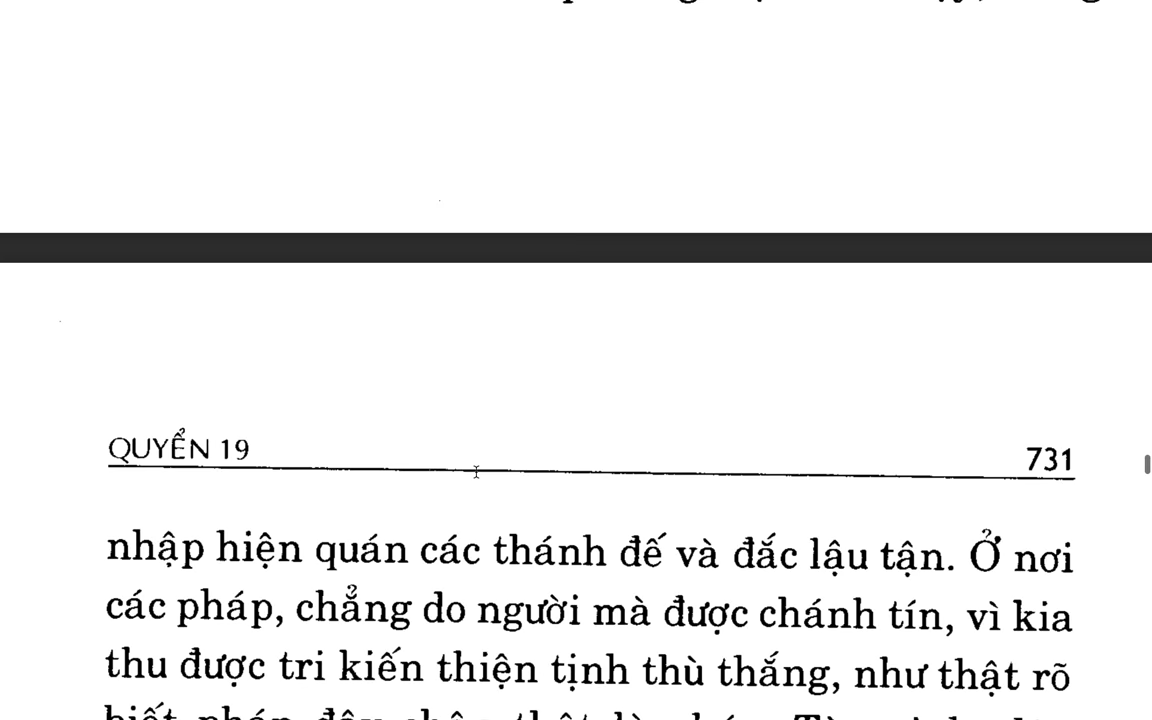 QUYỂN 19 731
nhập hiện quán các thánh đế và đắc lậu tận. Ở nơi
các pháp, chẳng do người mà được chánh tín, vì kia
thu được tri kiến thiện tịnh thù thắng, như thật rõ